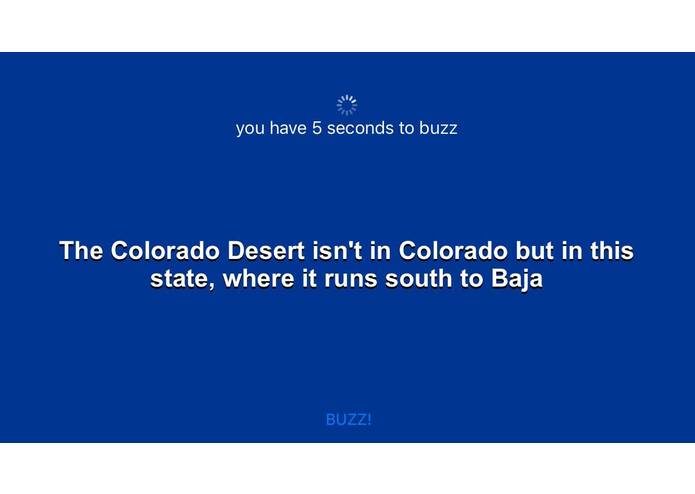 you have 5 seconds to buzz
The Colorado Desert isn't in Colorado but in this
state, where it runs south to Baja
BUZZ!